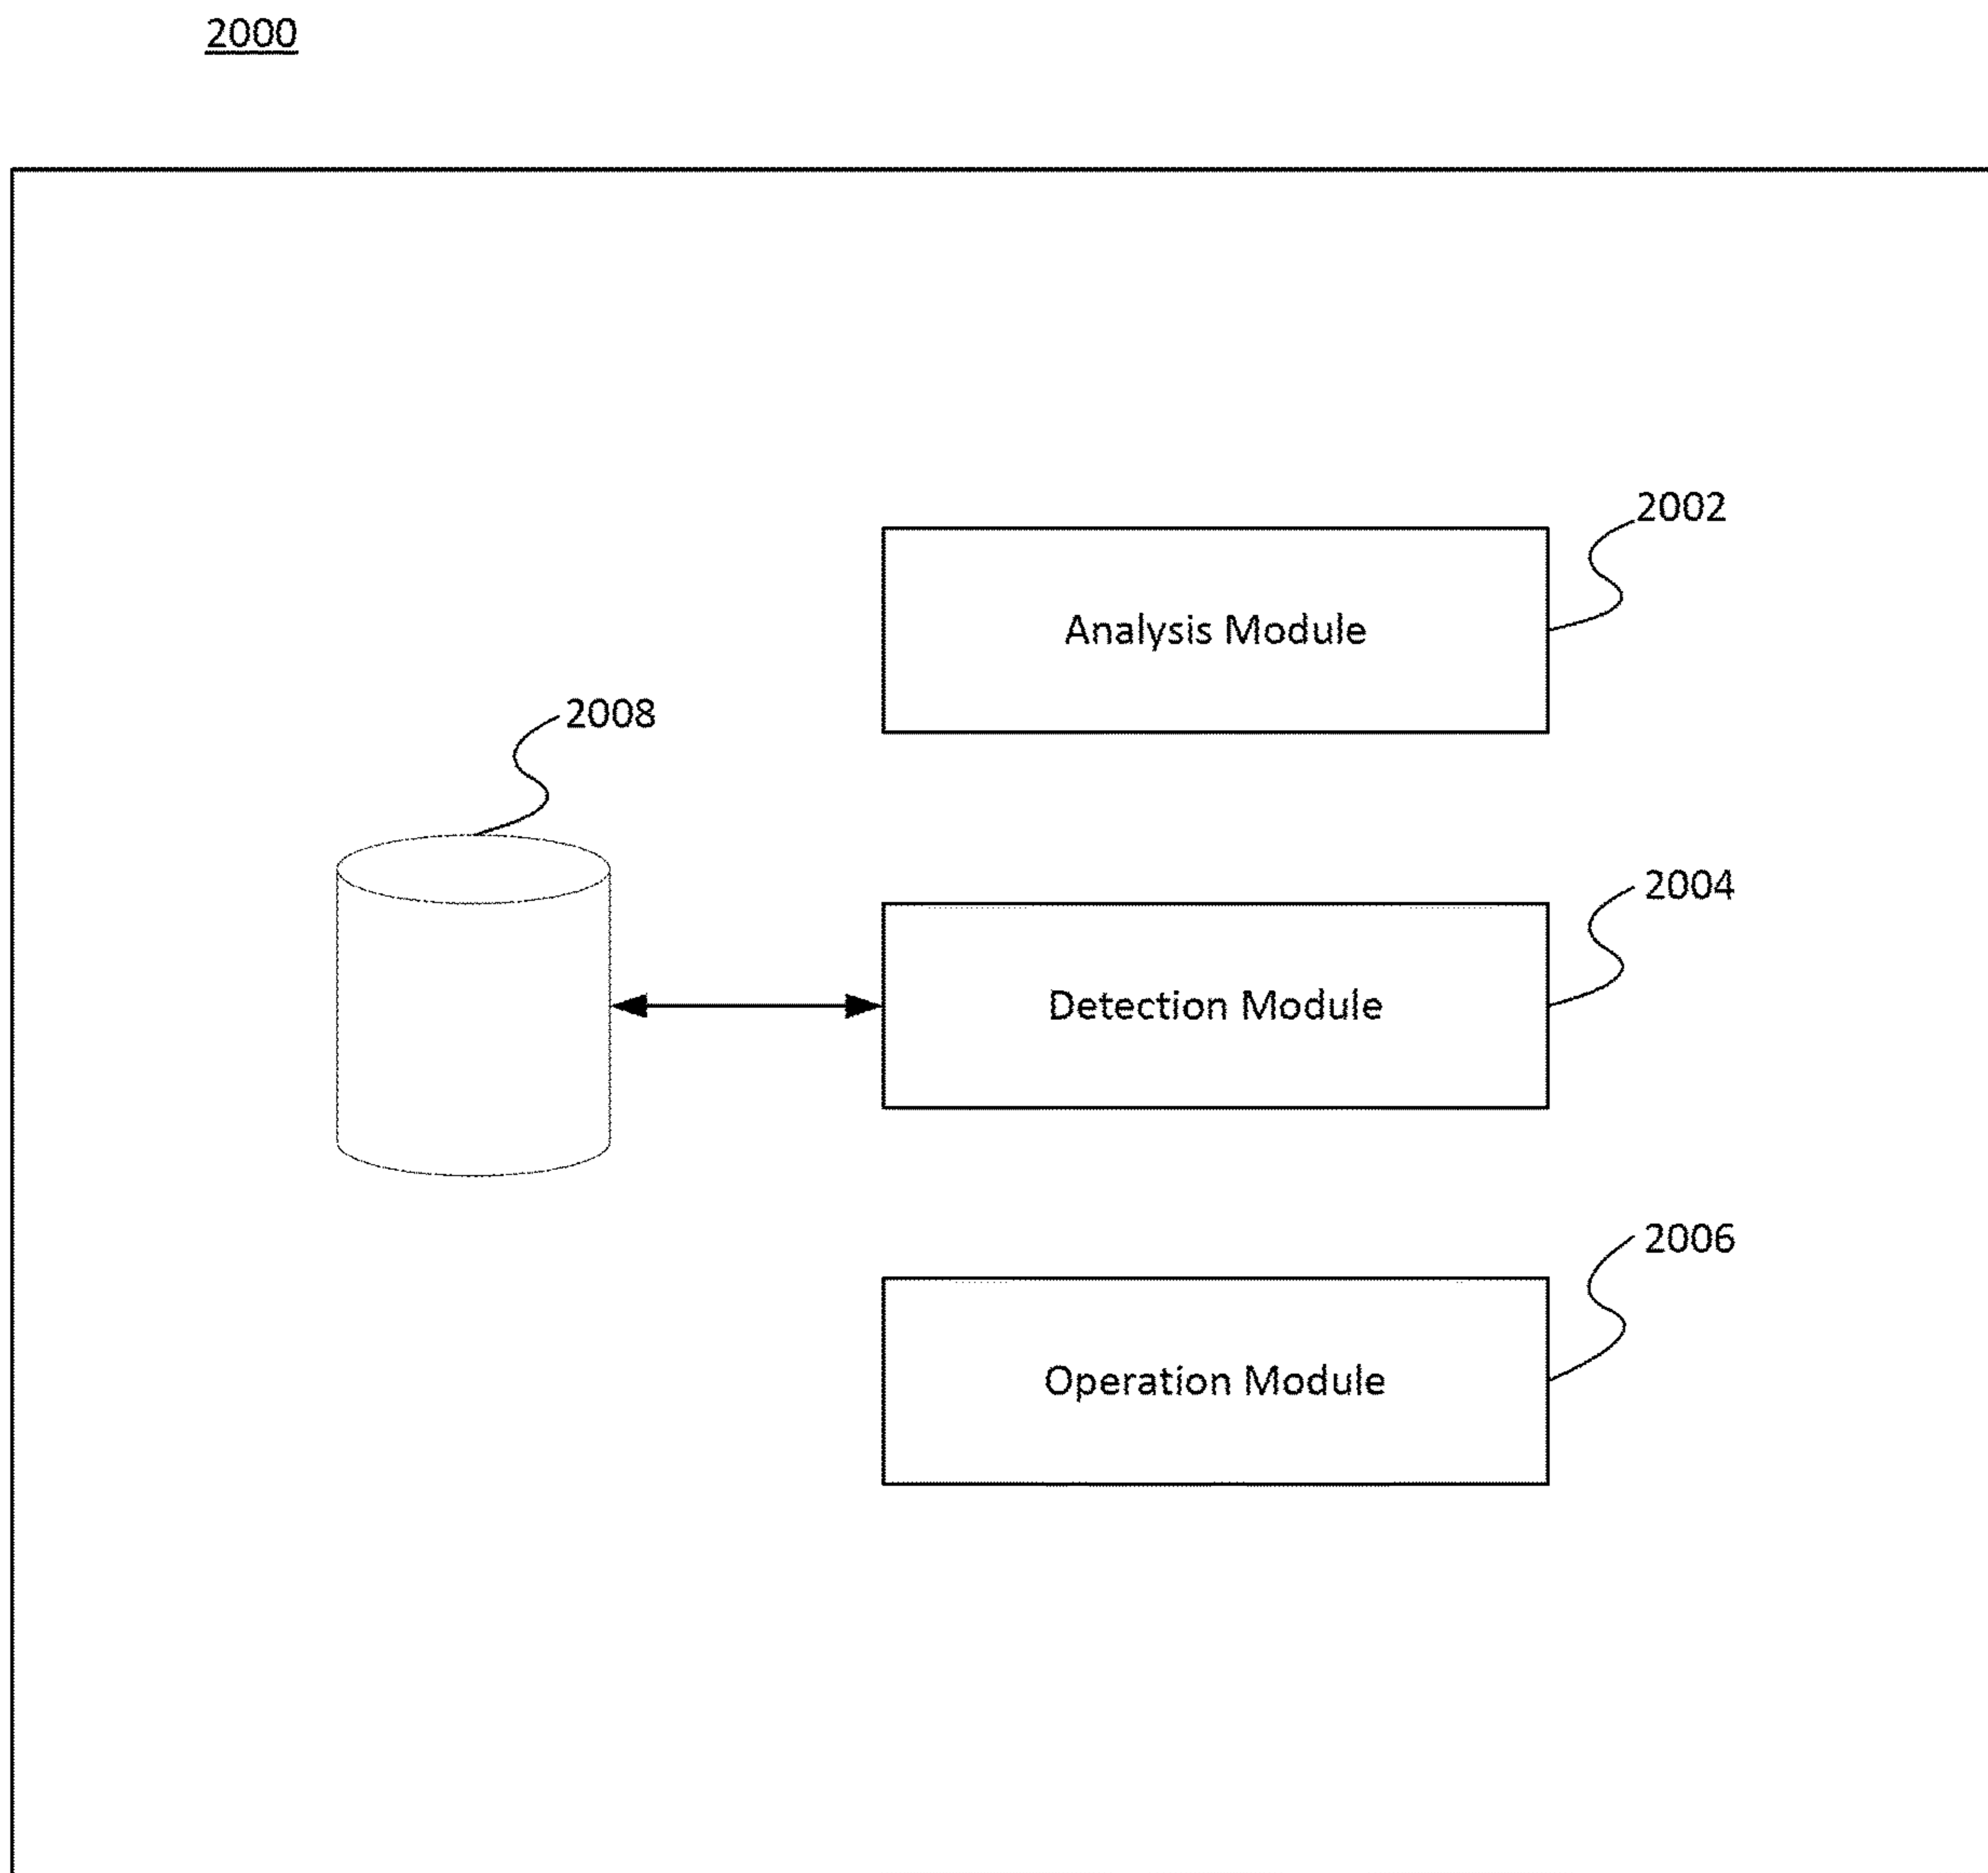 2000
2002
Analysis Module
2008
2004
Detection Module
2006
Operation Module